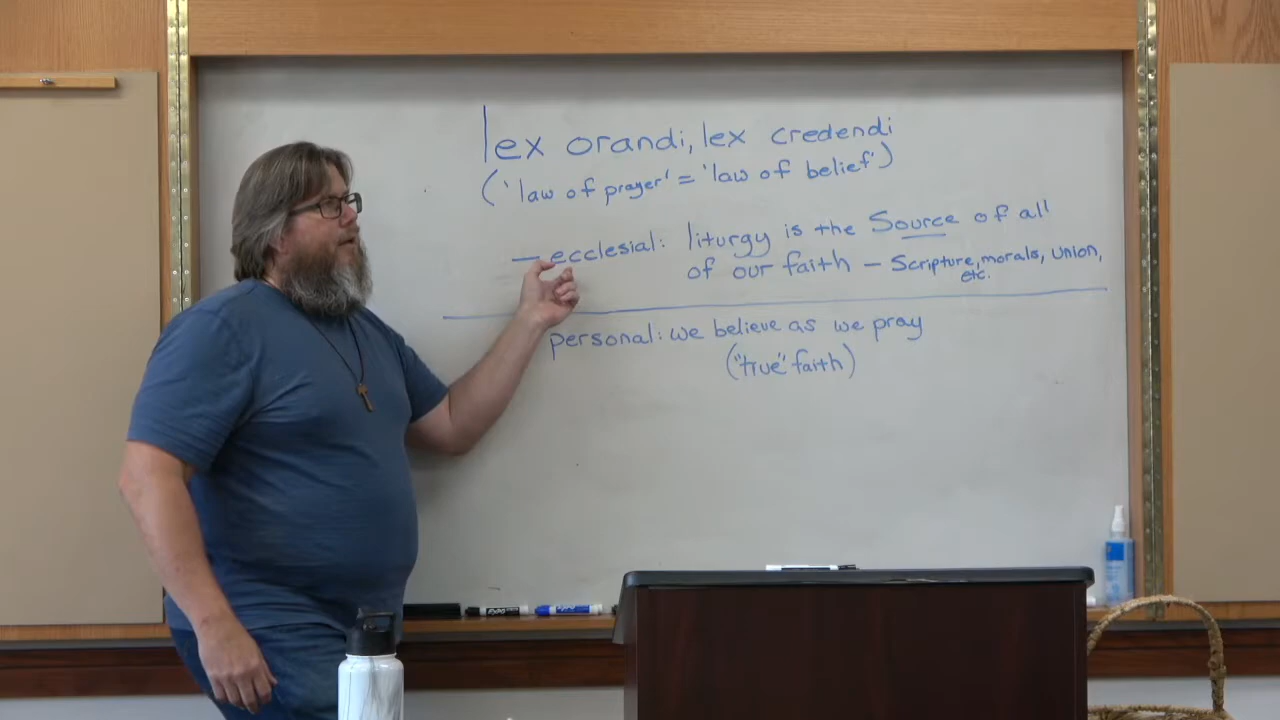 lex orandi, lex credendi
('law of prayer' = 'law of belief')
— ecclesial: liturgy is the Source of all
of our faith — Scripture, morals, union,
etc.
personal: we believe as we pray
("true" faith)
EXPO